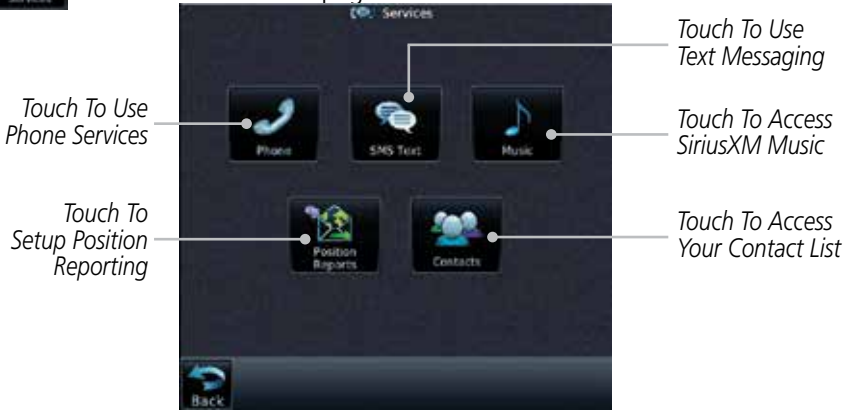 Services
Touch To Use
Text Messaging
Touch To Use
Phone Services
Phone
SMS Text
Music
Touch To Access
SiriusXM Music
Touch To
Setup Position
Reporting
Position
Reports
Contacts
Touch To Access
Your Contact List
Back